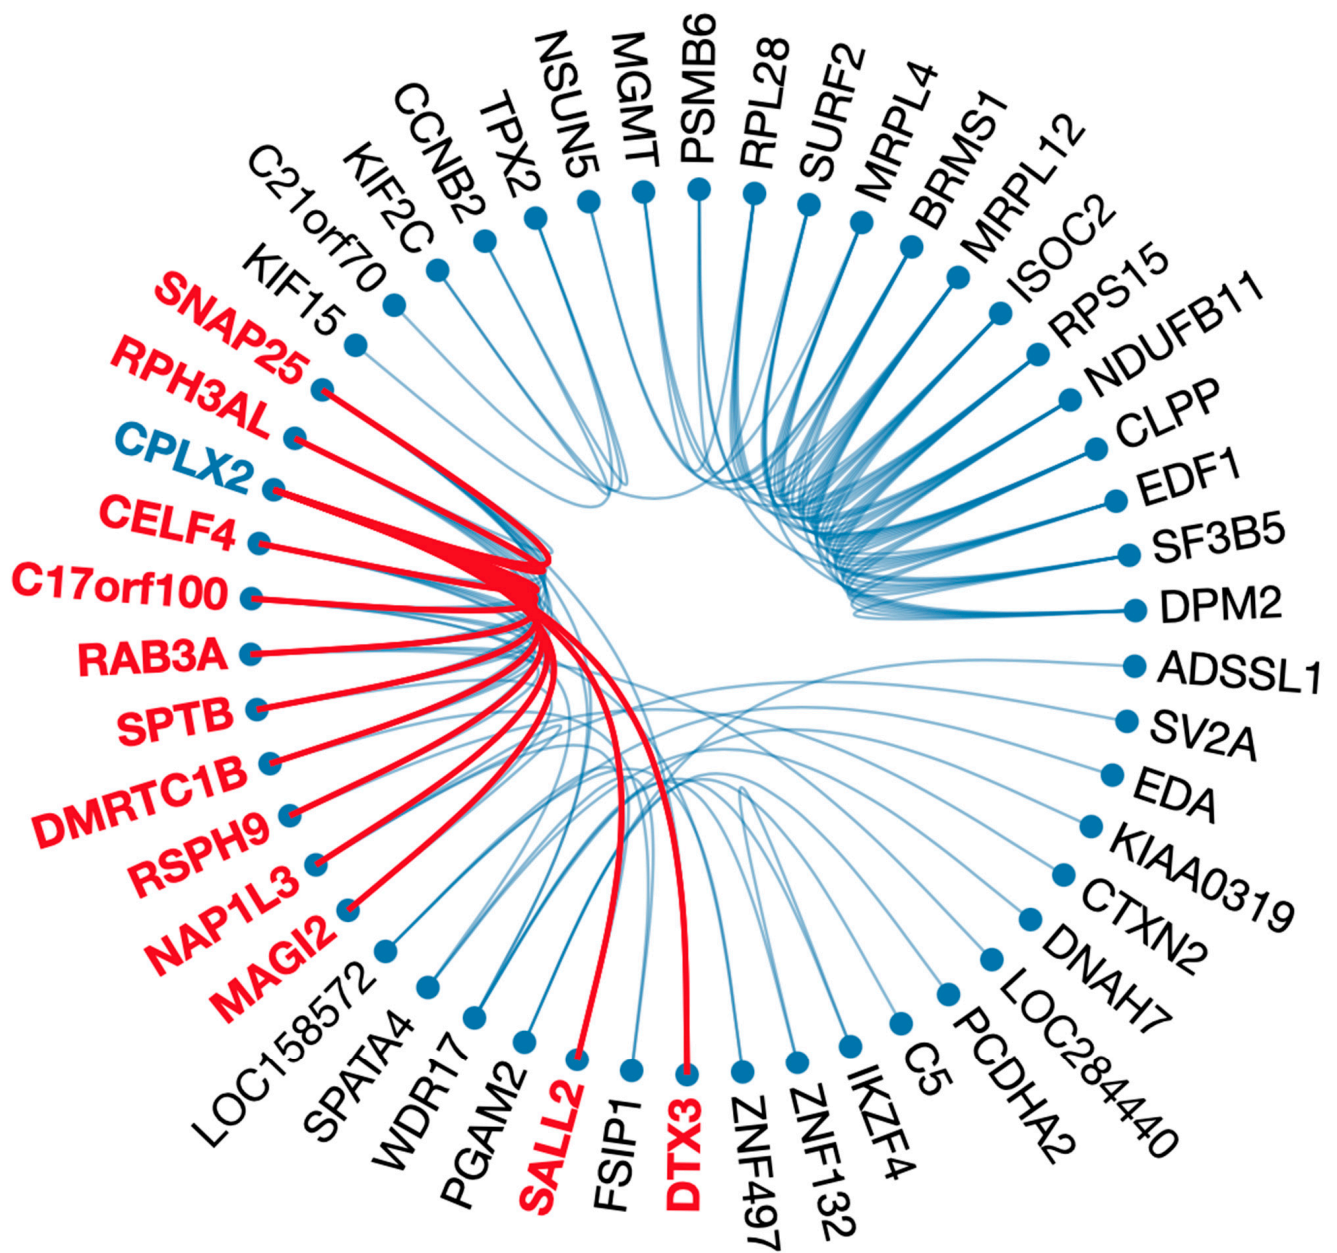 PSMB6
RPL28
SURF2
MRPL4
BRMS1
MRPL12
ISOC2
RPS15
NDUFB11
CLPP
EDF1
SF3B5
DPM2
ADSSL1
SV2A
EDA
KIAA0319
CTXN2
DNAH7
LOC284440
PCDHA2
C5
IKZF4
ZNF132
ZNF497
DTX3
FSIP1
SALL2
PGAM2
WDR17
SPATA4
LOC158572
MAGI2
NAP1L3
RSPH9
DMRTC1B
SPTB
RAB3A
C17orf100
CELF4
CPLX2
RPH3AL
SNAP25
KIF15
C21orf70
KIF2C
CCNB2
TPX2
NSUN5
MGMT